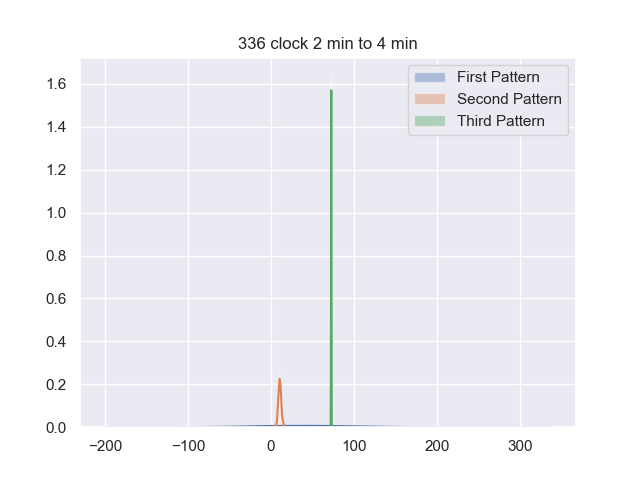 336 clock 2 min to 4 min
First Pattern
Second Pattern
Third Pattern
1.6
1.4
1.2
1.0
0.8
0.6
0.4
0.2
0.0
−200 −100 0 100 200 300